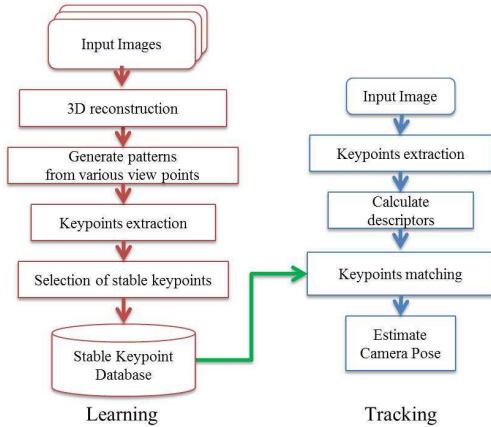 Input Images
3D reconstruction
Generate patterns
from various view points
Keypoints extraction
Selection of stable keypoints
Stable Keypoint
Database
Learning
Input Image
Keypoints extraction
Calculate
descriptors
Keypoints matching
Estimate
Camera Pose
Tracking